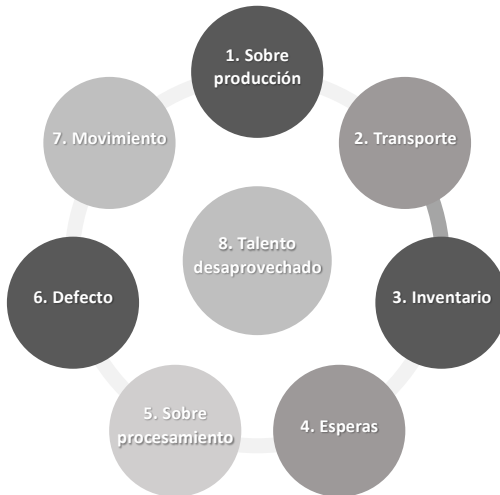 1. Sobre
producción
2. Transporte
3. Inventario
4. Esperas
5. Sobre
procesamiento
6. Defecto
7. Movimiento
8. Talento
desaprovechado